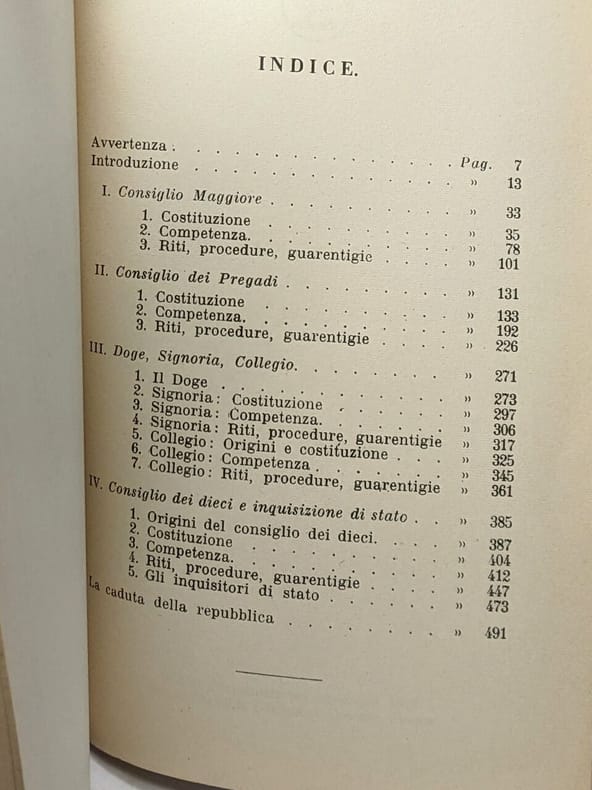 INDICE.
Avvertenza . . . . . . . . . . . . . Pag. 7
Introduzione . . . . . . . . . . . . » 13
I. Consiglio Maggiore . . . . . . . . » 33
1. Costituzione . . . . . . . . . » 35
2. Competenza. . . . . . . . . . » 78
3. Riti, procedure, guarentigie . . . . » 101
II. Consiglio dei Pregadi . . . . . . . » 131
1. Costituzione . . . . . . . . . » 133
2. Competenza. . . . . . . . . . » 192
3. Riti, procedure, guarentigie . . . . » 226
III. Doge, Signoria, Collegio. . . . . . . » 271
1. Il Doge . . . . . . . . . . . » 273
2. Signoria: Costituzione . . . . . . » 297
3. Signoria: Competenza. . . . . . . » 306
4. Signoria: Riti, procedure, guarentigie » 317
5. Collegio: Origini e costituzione . . . » 325
6. Collegio: Competenza . . . . . . » 345
7. Collegio: Riti, procedure, guarentigie » 361
IV. Consiglio dei dieci e inquisizione di stato . . » 385
1. Origini del consiglio dei dieci. . . . » 387
2. Costituzione . . . . . . . . . » 404
3. Competenza. . . . . . . . . . » 412
4. Riti, procedure, guarentigie . . . . » 447
5. Gli inquisitori di stato . . . . . . » 473
La caduta della repubblica . . . . . . . » 491